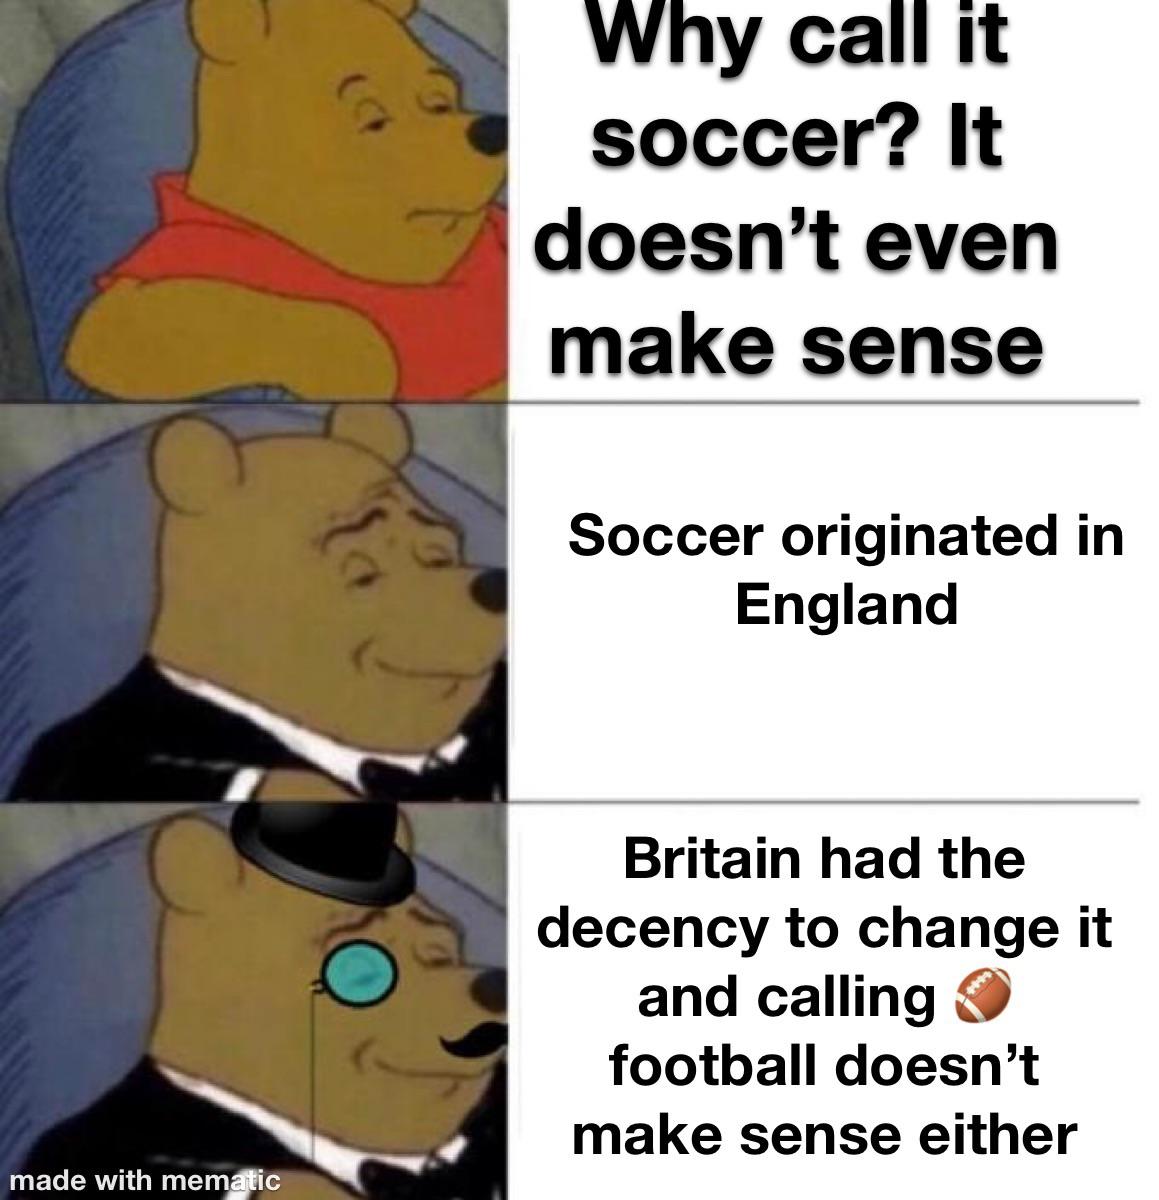 Why call it
soccer? It
doesn’t even
make sense
Soccer originated in
England
Britain had the
decency to change it
and calling 🏈
football doesn’t
make sense either
made with mematic